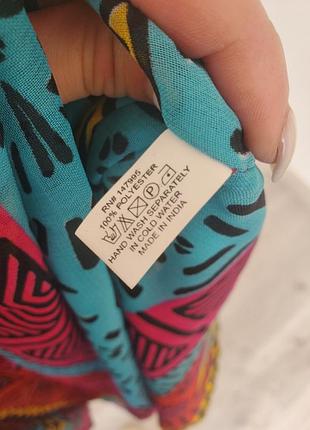 RN# 147995
100% POLYESTER
HAND WASH SEPARATELY
IN COLD WATER
MADE IN INDIA